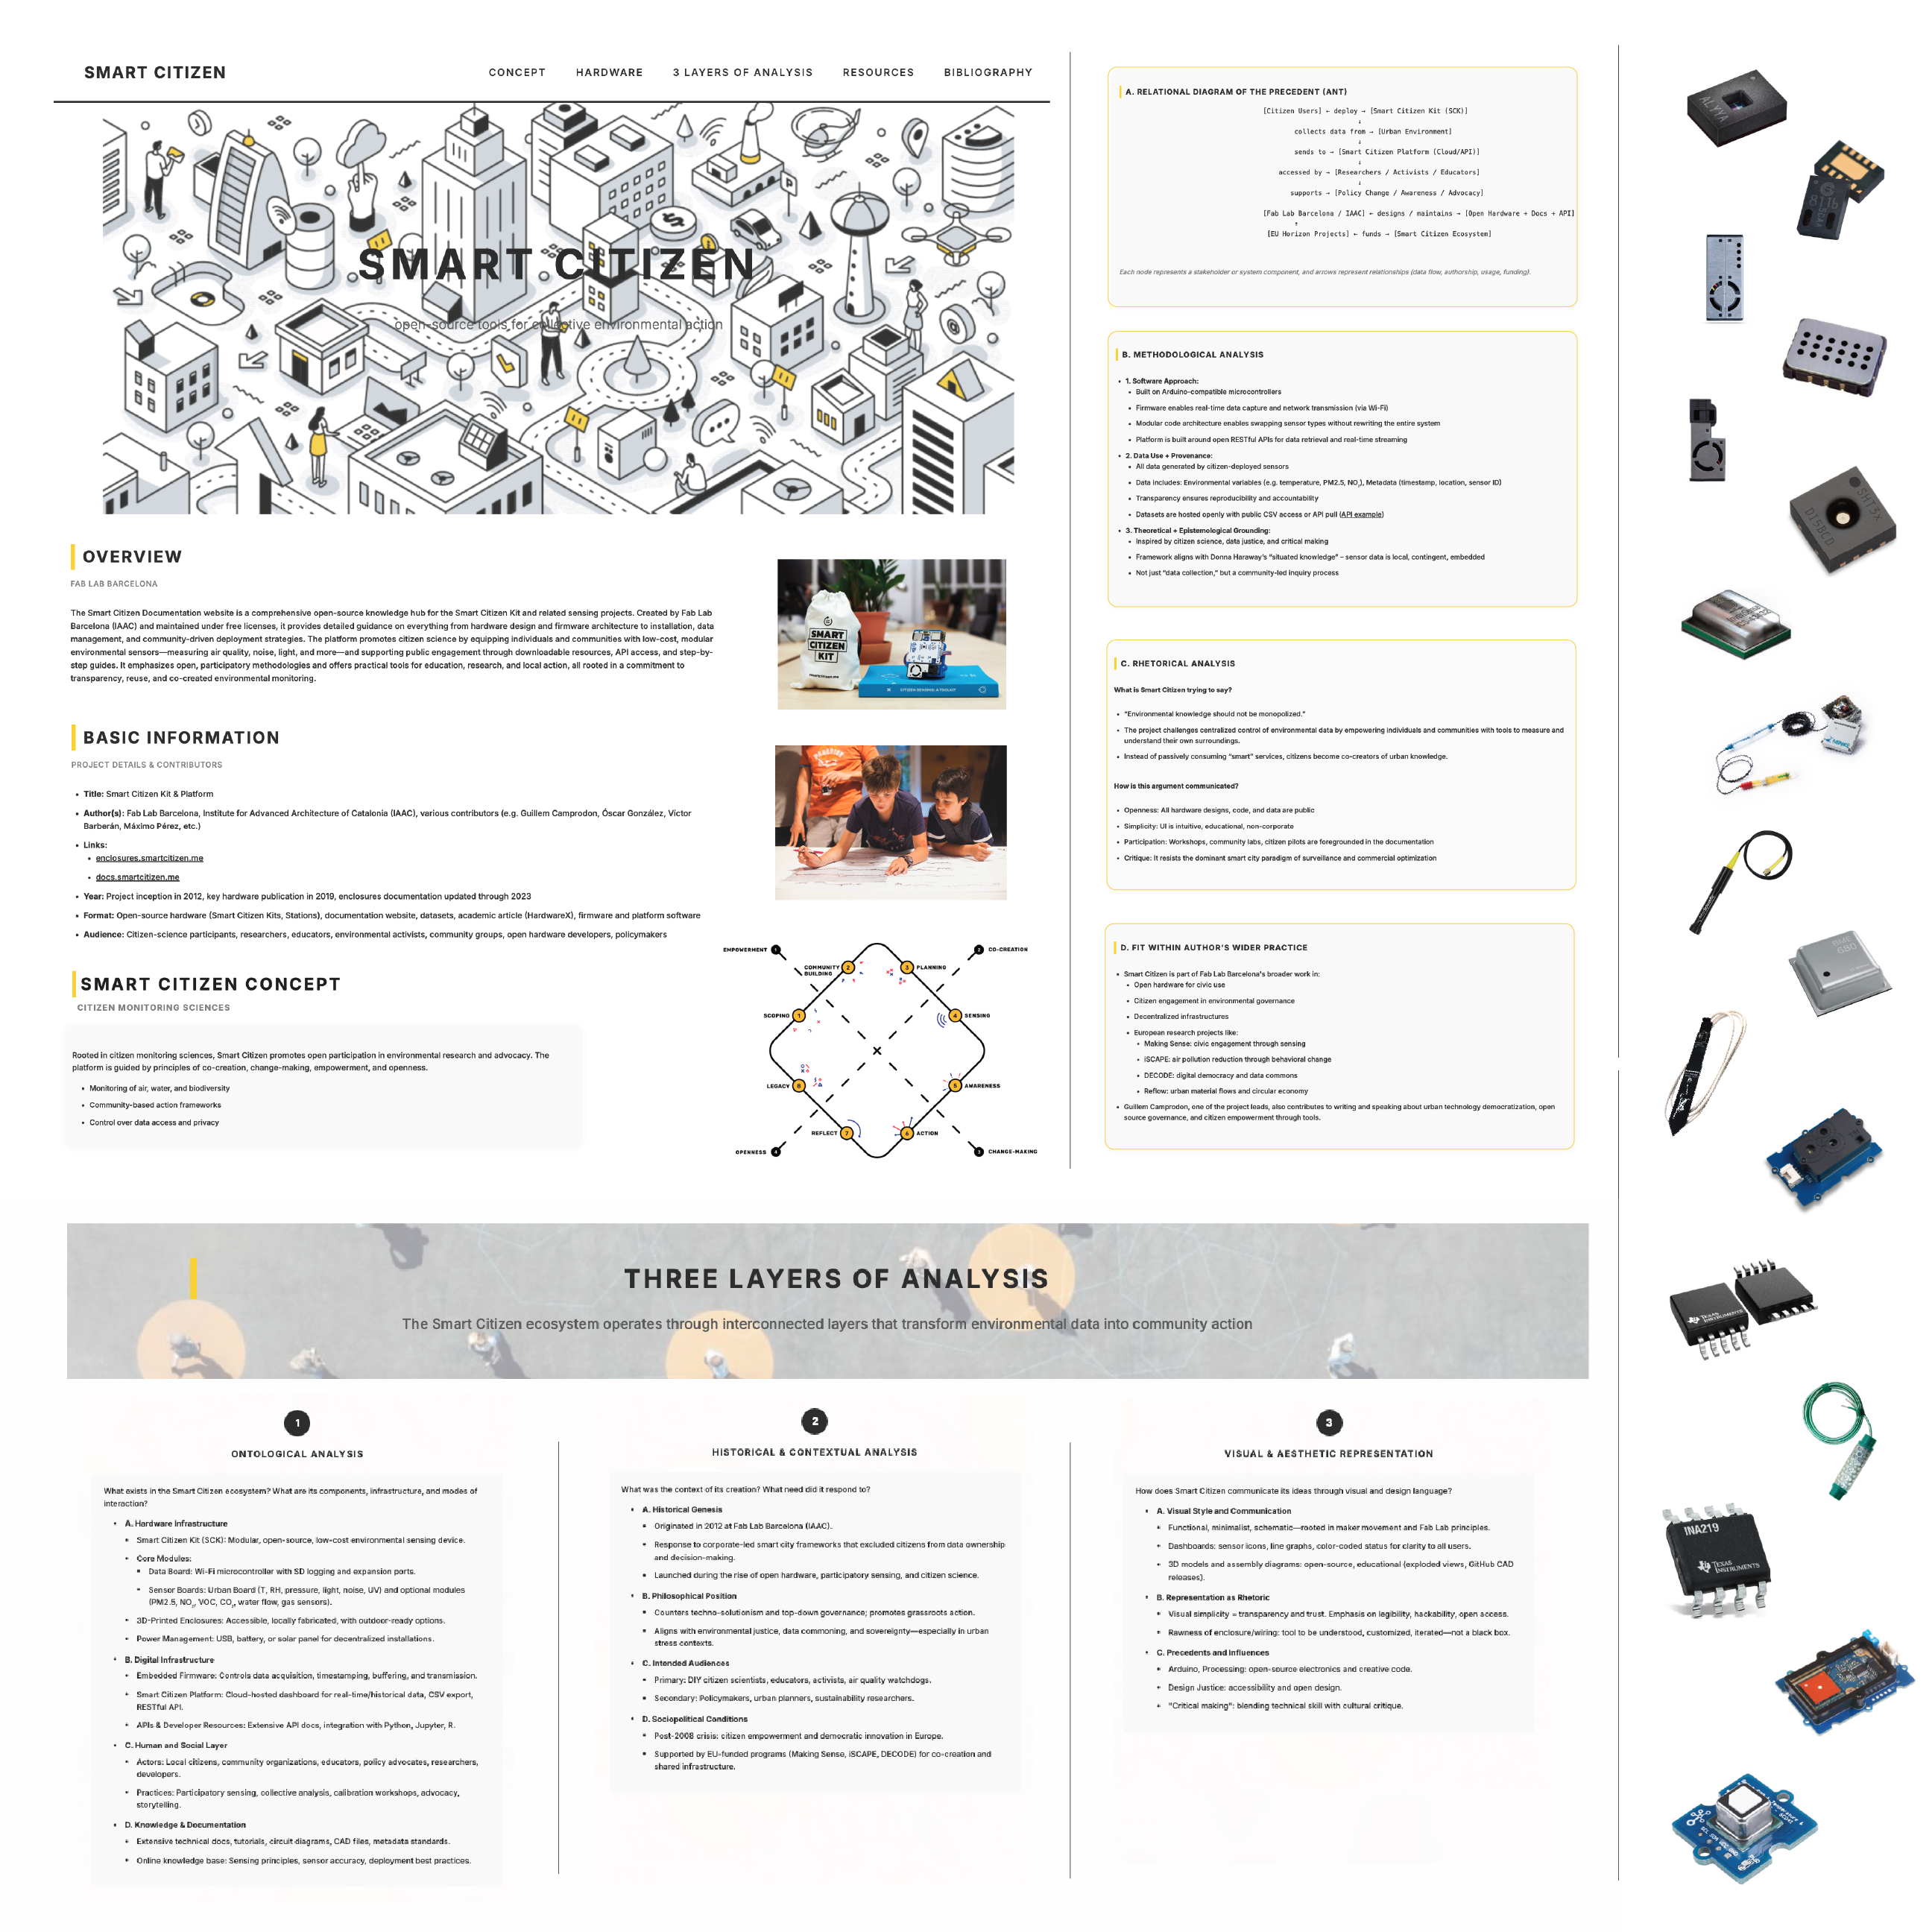 SMART CITIZEN
CONCEPT HARDWARE 3 LAYERS OF ANALYSIS RESOURCES BIBLIOGRAPHY
SMART CITIZEN
open-source tools for collective environmental action
OVERVIEW
FAB LAB BARCELONA
The Smart Citizen Documentation website is a comprehensive open-source knowledge hub for the Smart Citizen Kit and related sensing projects. Created by Fab Lab
Barcelona (IAAC) and maintained under free licenses, it provides detailed guidance on everything from hardware design and firmware architecture to installation, data
management, and community-driven deployment strategies. The platform promotes citizen science by equipping individuals and communities with low-cost, modular
environmental sensors—measuring air quality, noise, light, and more—and supporting public engagement through downloadable resources, API access, and step-by-
step guides. It emphasizes open, participatory methodologies and offers practical tools for education, research, and local action, all rooted in a commitment to
transparency, reuse, and co-created environmental monitoring.
SMART
CITIZEN
KIT
CITIZEN SENSING A TOOLKIT
BASIC INFORMATION
PROJECT DETAILS & CONTRIBUTORS
• Title: Smart Citizen Kit & Platform
• Author(s): Fab Lab Barcelona, Institute for Advanced Architecture of Catalonia (IAAC), various contributors (e.g. Guillem Camprodon, Óscar González, Víctor
Barberán, Máximo Pérez, etc.)
• Links:
• enclosures.smartcitizen.me
• docs.smartcitizen.me
• Year: Project inception in 2012, key hardware publication in 2019, enclosures documentation updated through 2023
• Format: Open-source hardware (Smart Citizen Kits, Stations), documentation website, datasets, academic article (HardwareX), firmware and platform software
• Audience: Citizen-science participants, researchers, educators, environmental activists, community groups, open hardware developers, policymakers
SMART CITIZEN CONCEPT
CITIZEN MONITORING SCIENCES
Rooted in citizen monitoring sciences, Smart Citizen promotes open participation in environmental research and advocacy. The
platform is guided by principles of co-creation, change-making, empowerment, and openness.
• Monitoring of air, water, and biodiversity
• Community-based action frameworks
• Control over data access and privacy
EMPOWERMENT 1
2 CO-CREATION
COMMUNITY
BUILDING 2
3 PLANNING
SCOPING 1
4 SENSING
LEGACY 8
5 AWARENESS
REFLECT 7
6 ACTION
OPENNESS 4
3 CHANGE-MAKING
A. RELATIONAL DIAGRAM OF THE PRECEDENT (ANT)
[Citizen Users] ← deploy → [Smart Citizen Kit (SCK)]
↓
collects data from → [Urban Environment]
↓
sends to → [Smart Citizen Platform (Cloud/API)]
↓
accessed by → [Researchers / Activists / Educators]
↓
supports → [Policy Change / Awareness / Advocacy]
[Fab Lab Barcelona / IAAC] ← designs / maintains → [Open Hardware + Docs + API]
↑
[EU Horizon Projects] ← funds → [Smart Citizen Ecosystem]
Each node represents a stakeholder or system component, and arrows represent relationships (data flow, authorship, usage, funding).
B. METHODOLOGICAL ANALYSIS
• 1. Software Approach:
• Built on Arduino-compatible microcontrollers
• Firmware enables real-time data capture and network transmission (via Wi-Fi)
• Modular code architecture enables swapping sensor types without rewriting the entire system
• Platform is built around open RESTful APIs for data retrieval and real-time streaming
• 2. Data Use + Provenance:
• All data generated by citizen-deployed sensors
• Data includes: Environmental variables (e.g. temperature, PM2.5, NO₂), Metadata (timestamp, location, sensor ID)
• Transparency ensures reproducibility and accountability
• Datasets are hosted openly with public CSV access or API pull (API example)
• 3. Theoretical + Epistemological Grounding:
• Inspired by citizen science, data justice, and critical making
• Framework aligns with Donna Haraway's “situated knowledge” – sensor data is local, contingent, embedded
• Not just “data collection,” but a community-led inquiry process
C. RHETORICAL ANALYSIS
What is Smart Citizen trying to say?
• “Environmental knowledge should not be monopolized.”
• The project challenges centralized control of environmental data by empowering individuals and communities with tools to measure and
understand their own surroundings.
• Instead of passively consuming “smart” services, citizens become co-creators of urban knowledge.
How is this argument communicated?
• Openness: All hardware designs, code, and data are public
• Simplicity: UI is intuitive, educational, non-corporate
• Participation: Workshops, community labs, citizen pilots are foregrounded in the documentation
• Critique: It resists the dominant smart city paradigm of surveillance and commercial optimization
D. FIT WITHIN AUTHOR'S WIDER PRACTICE
• Smart Citizen is part of Fab Lab Barcelona's broader work in:
• Open hardware for civic use
• Citizen engagement in environmental governance
• Decentralized infrastructures
• European research projects like:
• Making Sense: civic engagement through sensing
• iSCAPE: air pollution reduction through behavioral change
• DECODE: digital democracy and data commons
• Reflow: urban material flows and circular economy
• Guillem Camprodon, one of the project leads, also contributes to writing and speaking about urban technology democratization, open
source governance, and citizen empowerment through tools.
THREE LAYERS OF ANALYSIS
The Smart Citizen ecosystem operates through interconnected layers that transform environmental data into community action
1
ONTOLOGICAL ANALYSIS
What exists in the Smart Citizen ecosystem? What are its components, infrastructure, and modes of
interaction?
• A. Hardware Infrastructure
• Smart Citizen Kit (SCK): Modular, open-source, low-cost environmental sensing device.
• Core Modules:
• Data Board: Wi-Fi microcontroller with SD logging and expansion ports.
• Sensor Boards: Urban Board (T, RH, pressure, light, noise, UV) and optional modules
(PM2.5, NO₂, VOC, CO₂, water flow, gas sensors).
• 3D-Printed Enclosures: Accessible, locally fabricated, with outdoor-ready options.
• Power Management: USB, battery, or solar panel for decentralized installations.
• B. Digital Infrastructure
• Embedded Firmware: Controls data acquisition, timestamping, buffering, and transmission.
• Smart Citizen Platform: Cloud-hosted dashboard for real-time/historical data, CSV export,
RESTful API.
• APIs & Developer Resources: Extensive API docs, integration with Python, Jupyter, R.
• C. Human and Social Layer
• Actors: Local citizens, community organizations, educators, policy advocates, researchers,
developers.
• Practices: Participatory sensing, collective analysis, calibration workshops, advocacy,
storytelling.
• D. Knowledge & Documentation
• Extensive technical docs, tutorials, circuit diagrams, CAD files, metadata standards.
• Online knowledge base: Sensing principles, sensor accuracy, deployment best practices.
2
HISTORICAL & CONTEXTUAL ANALYSIS
What was the context of its creation? What need did it respond to?
• A. Historical Genesis
• Originated in 2012 at Fab Lab Barcelona (IAAC).
• Response to corporate-led smart city frameworks that excluded citizens from data ownership
and decision-making.
• Launched during the rise of open hardware, participatory sensing, and citizen science.
• B. Philosophical Position
• Counters techno-solutionism and top-down governance; promotes grassroots action.
• Aligns with environmental justice, data commoning, and sovereignty—especially in urban
stress contexts.
• C. Intended Audiences
• Primary: DIY citizen scientists, educators, activists, air quality watchdogs.
• Secondary: Policymakers, urban planners, sustainability researchers.
• D. Sociopolitical Conditions
• Post-2008 crisis: citizen empowerment and democratic innovation in Europe.
• Supported by EU-funded programs (Making Sense, iSCAPE, DECODE) for co-creation and
shared infrastructure.
3
VISUAL & AESTHETIC REPRESENTATION
How does Smart Citizen communicate its ideas through visual and design language?
• A. Visual Style and Communication
• Functional, minimalist, schematic—rooted in maker movement and Fab Lab principles.
• Dashboards: sensor icons, line graphs, color-coded status for clarity to all users.
• 3D models and assembly diagrams: open-source, educational (exploded views, GitHub CAD
releases).
• B. Representation as Rhetoric
• Visual simplicity = transparency and trust. Emphasis on legibility, hackability, open access.
• Rawness of enclosure/wiring: tool to be understood, customized, iterated—not a black box.
• C. Precedents and Influences
• Arduino, Processing: open-source electronics and creative code.
• Design Justice: accessibility and open design.
• “Critical making”: blending technical skill with cultural critique.
811b
SHT5x
DISBCD
680
TEXAS
INSTRUMENTS
INA219
TEXAS
INSTRUMENTS